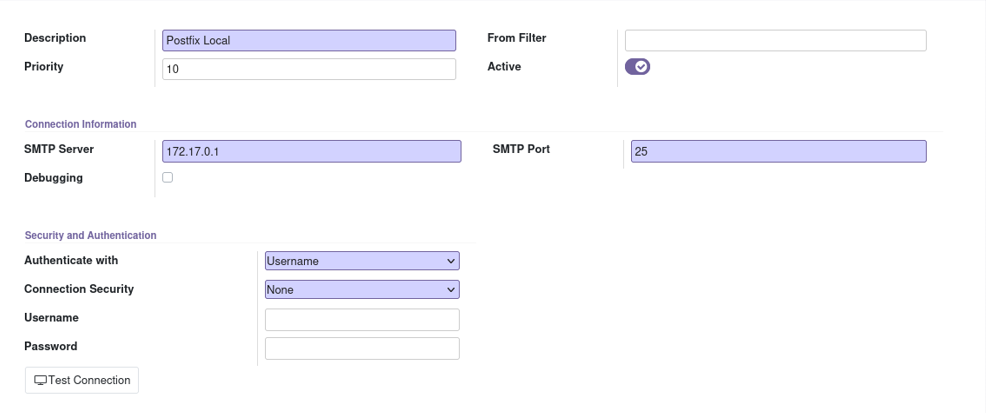 Description Postfix Local From Filter
Priority 10 Active
Connection Information
SMTP Server 172.17.0.1 SMTP Port 25
Debugging
Security and Authentication
Authenticate with Username
Connection Security None
Username
Password
Test Connection